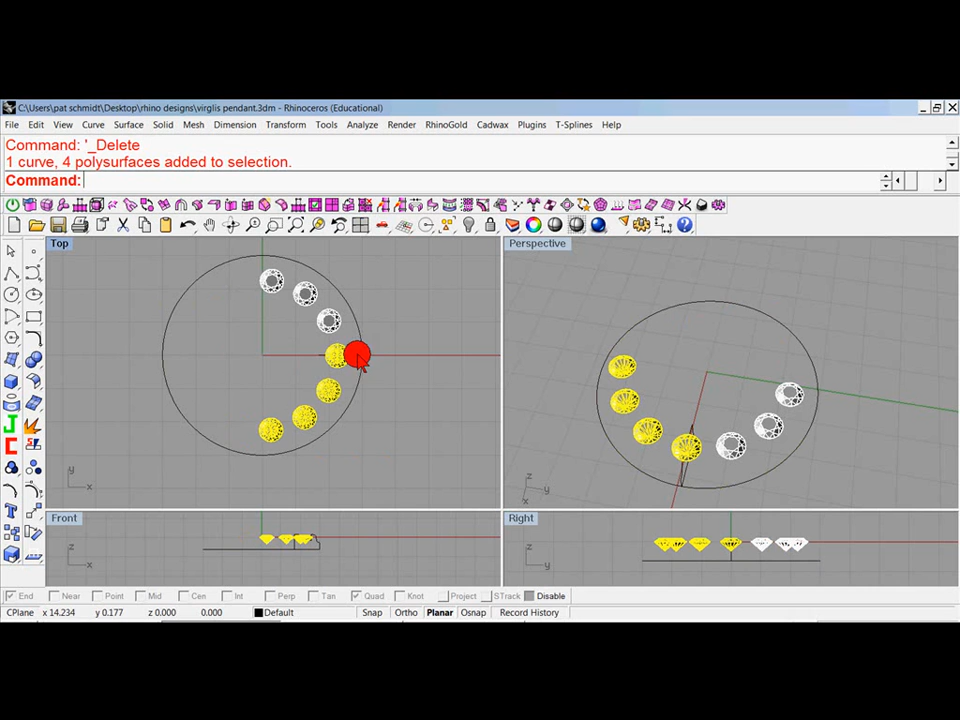 C:\Users\pat schmidt\Desktop\rhino designs\virglis pendant.3dm - Rhinoceros (Educational)
File Edit View Curve Surface Solid Mesh Dimension Transform Tools Analyze Render RhinoGold Cadwax Plugins T-Splines Help
Command: '_Delete
1 curve, 4 polysurfaces added to selection.
Command:
Top
Perspective
y
x
z
y
x
Front
Right
z
x
z
y
End Near Point Mid Cen Int Perp Tan Quad Knot Project STrack Disable
CPlane x 14.234 y 0.177 z 0.000 0.000 Default Snap Ortho Planar Osnap Record History